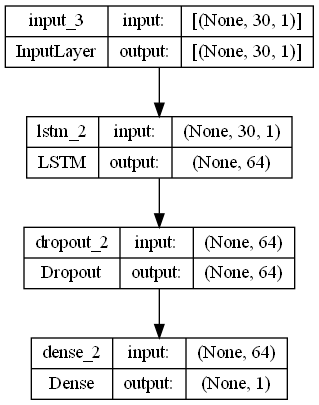 input_3 input: [(None, 30, 1)]
InputLayer output: [(None, 30, 1)]
lstm_2 input: (None, 30, 1)
LSTM output: (None, 64)
dropout_2 input: (None, 64)
Dropout output: (None, 64)
dense_2 input: (None, 64)
Dense output: (None, 1)